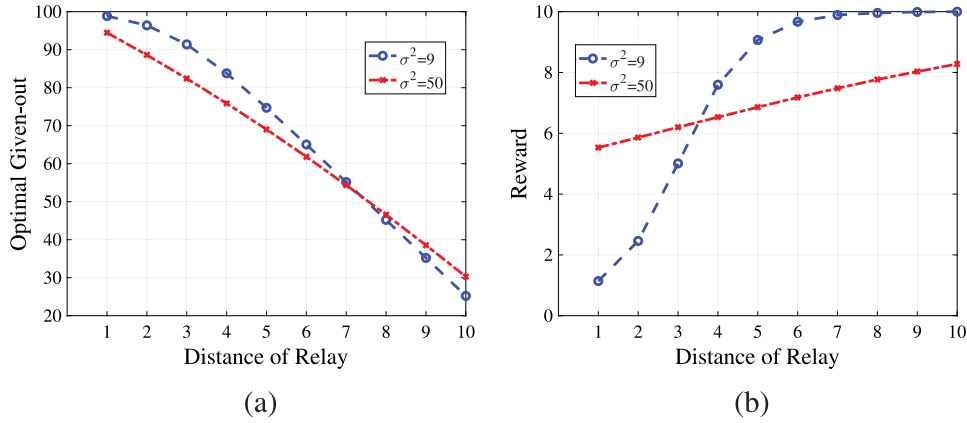 100
90
80
70
60
50
40
30
20
Optimal Given-out
σ²=9
σ²=50
1 2 3 4 5 6 7 8 9 10
Distance of Relay
(a)
10
8
6
4
2
0
Reward
σ²=9
σ²=50
1 2 3 4 5 6 7 8 9 10
Distance of Relay
(b)